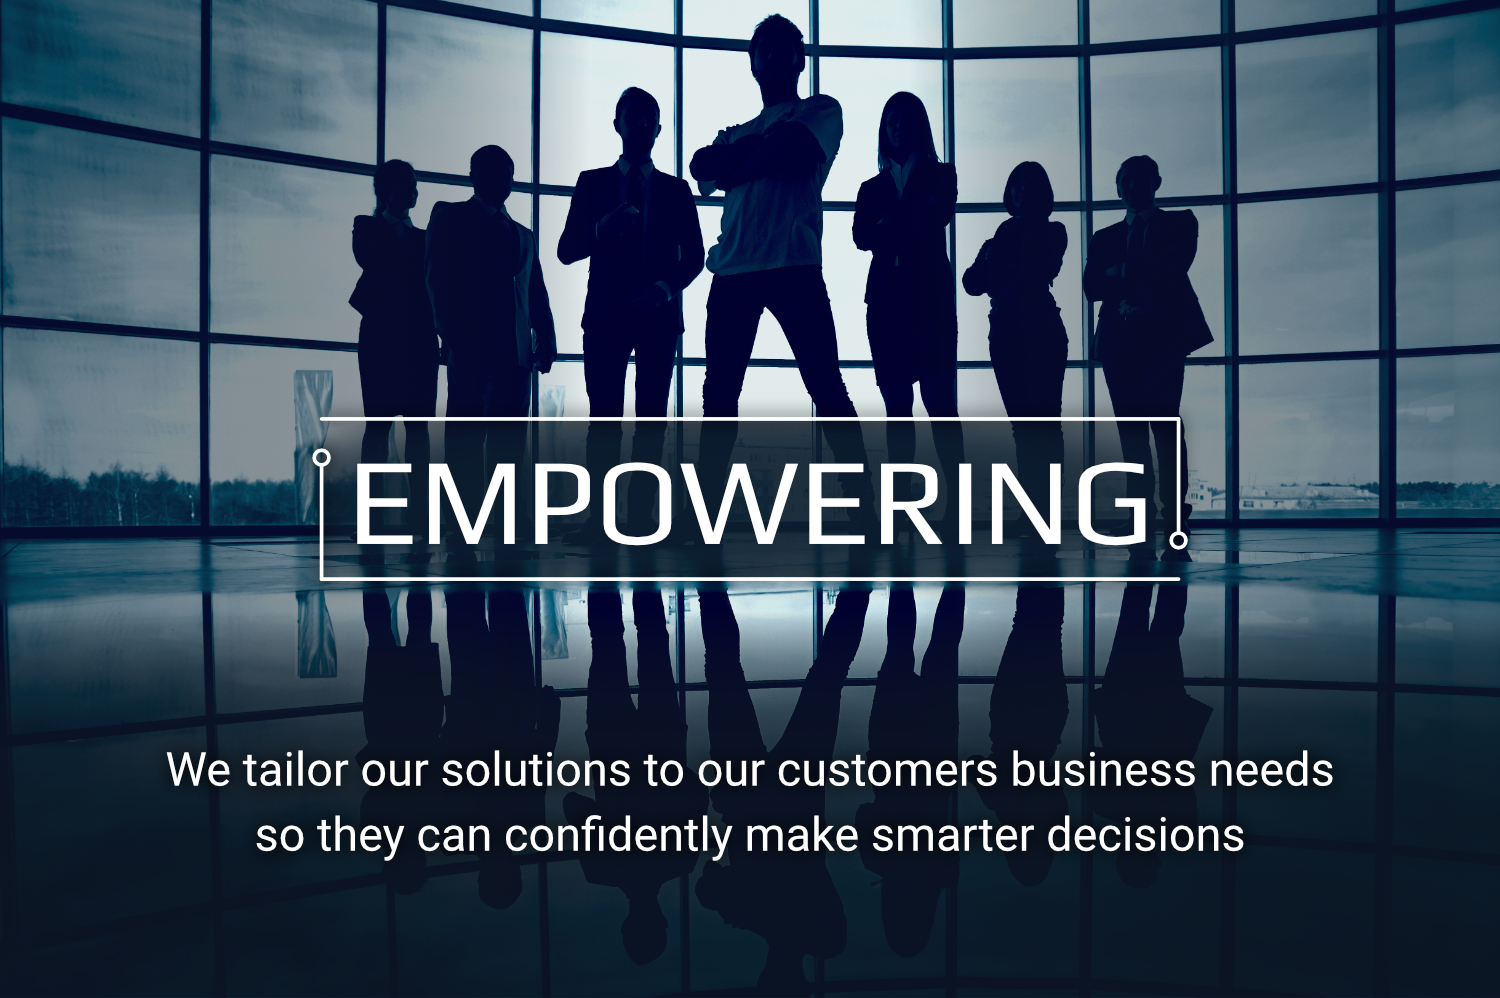 EMPOWERING
We tailor our solutions to our customers business needs
so they can confidently make smarter decisions